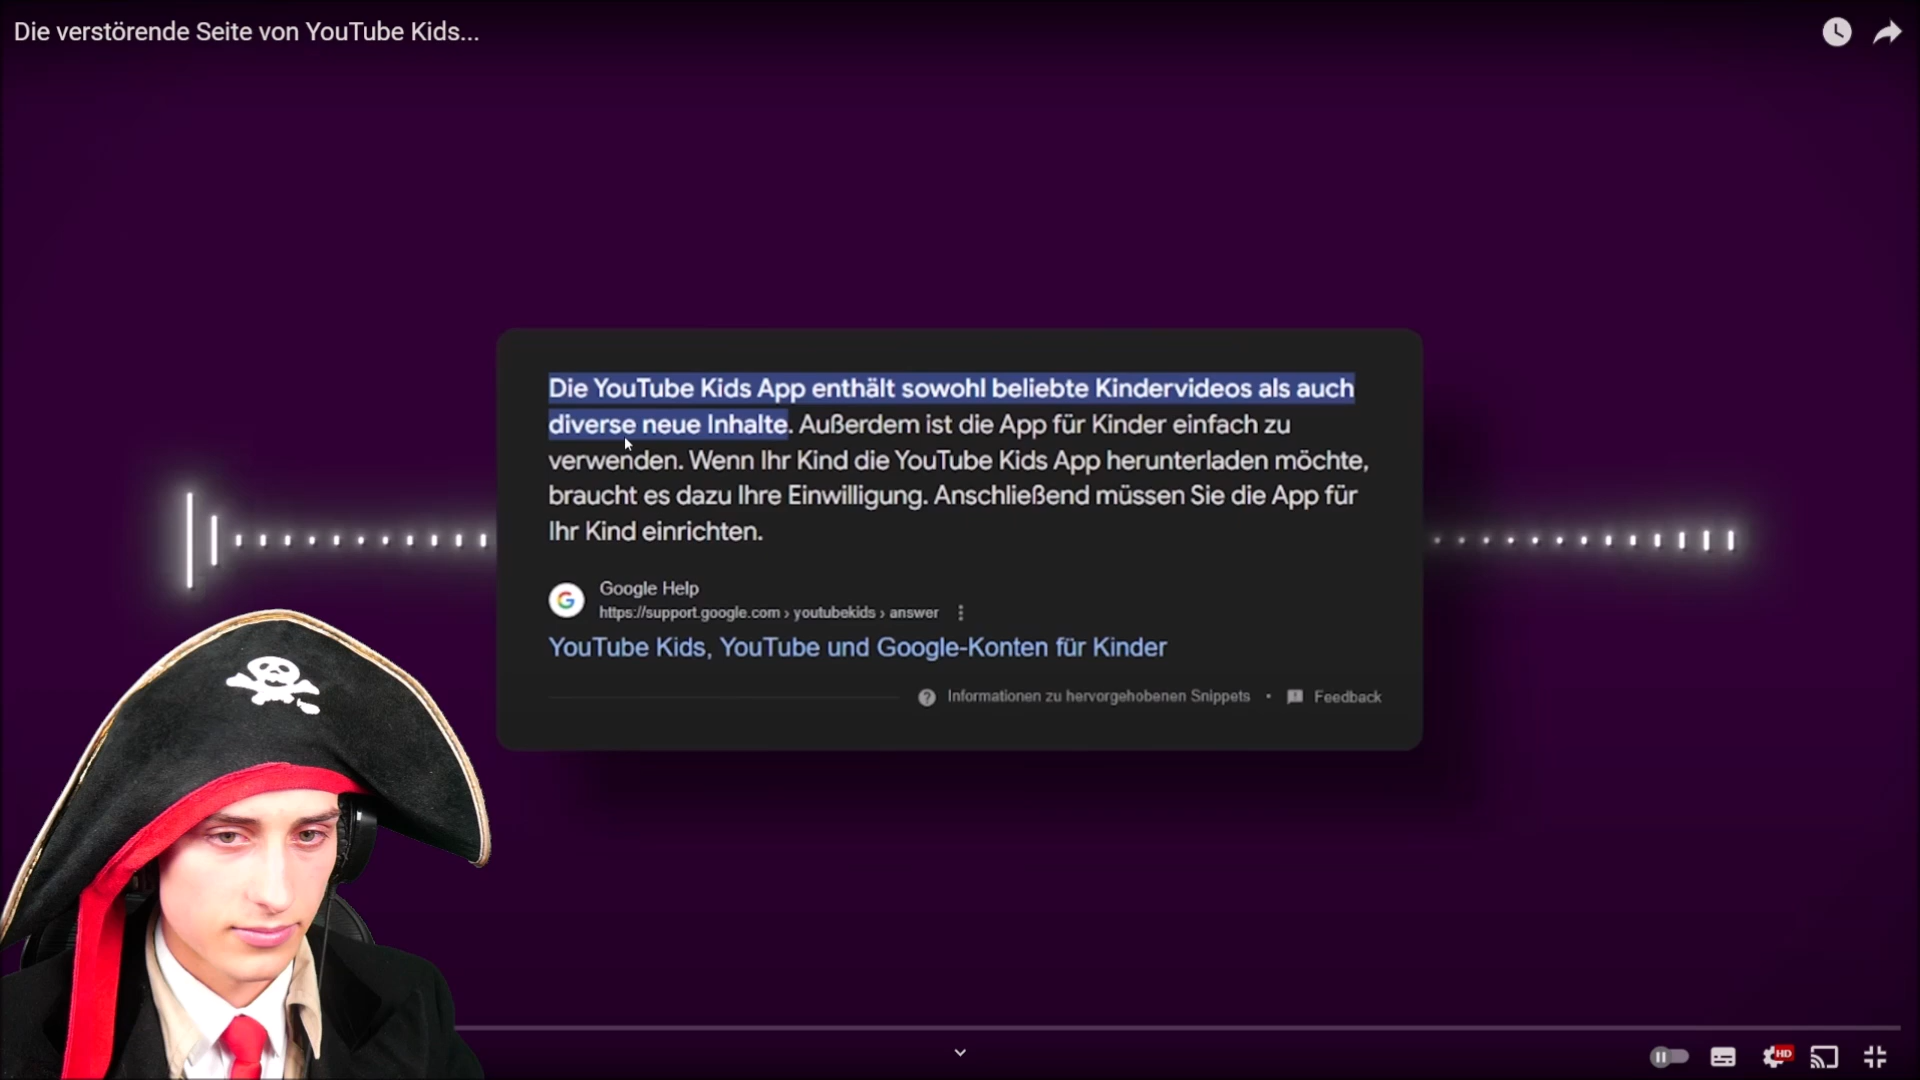 Die verstörende Seite von YouTube Kids...
Die YouTube Kids App enthält sowohl beliebte Kindervideos als auch
diverse neue Inhalte. Außerdem ist die App für Kinder einfach zu
verwenden. Wenn Ihr Kind die YouTube Kids App herunterladen möchte,
braucht es dazu Ihre Einwilligung. Anschließend müssen Sie die App für
Ihr Kind einrichten.
Google Help
https://support.google.com › youtubekids › answer
YouTube Kids, YouTube und Google-Konten für Kinder
Informationen zu hervorgehobenen Snippets • Feedback
HD